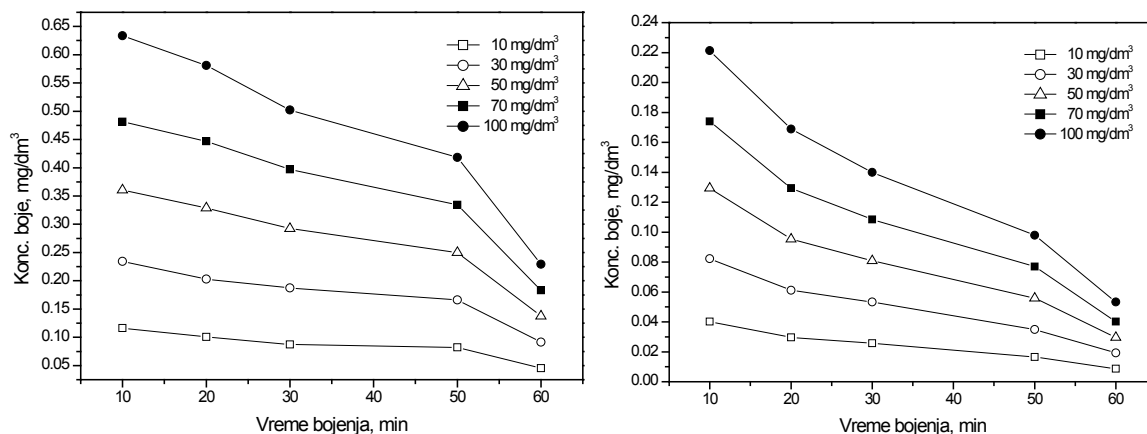 0.65
0.60
0.55
0.50
0.45
0.40
0.35
0.30
0.25
0.20
0.15
0.10
0.05
Konc. boje, mg/dm³
10 mg/dm³
30 mg/dm³
50 mg/dm³
70 mg/dm³
100 mg/dm³
10 20 30 40 50 60
Vreme bojenja, min
0.24
0.22
0.20
0.18
0.16
0.14
0.12
0.10
0.08
0.06
0.04
0.02
0.00
Konc. boje, mg/dm³
10 mg/dm³
30 mg/dm³
50 mg/dm³
70 mg/dm³
100 mg/dm³
10 20 30 40 50 60
Vreme bojenja, min